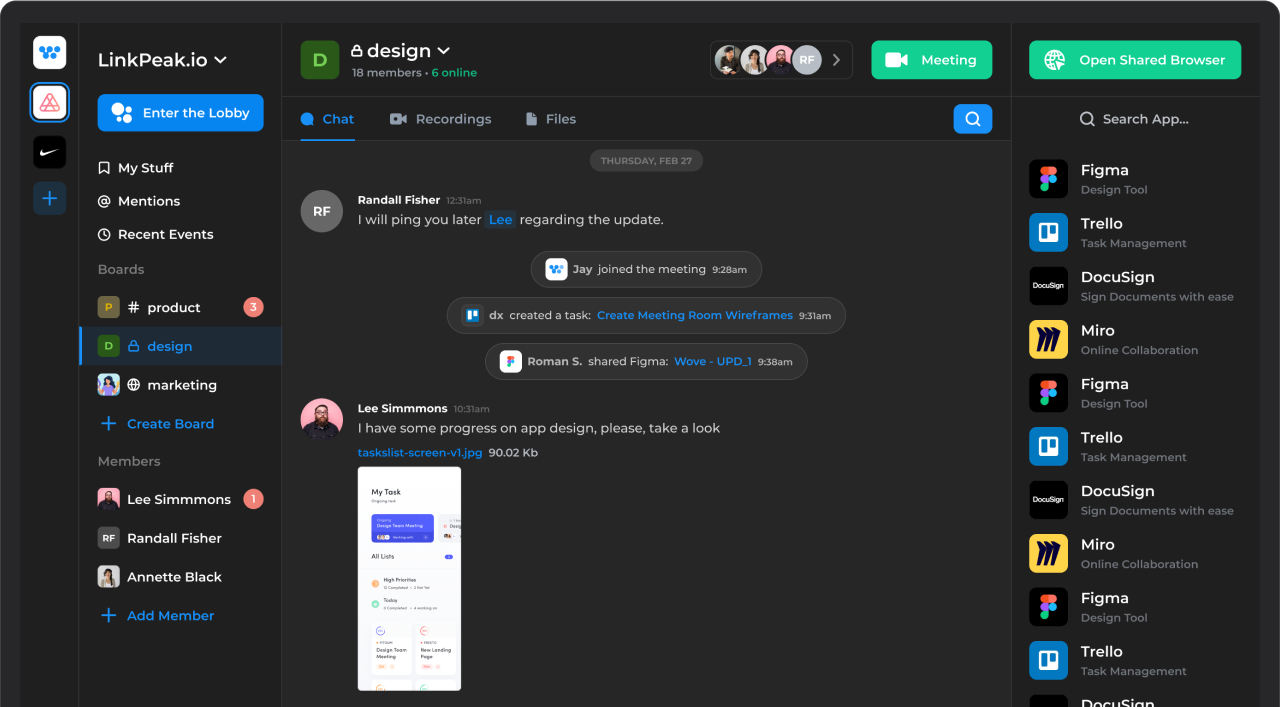 LinkPeak.io
Enter the Lobby
My Stuff
@ Mentions
Recent Events
Boards
P # product 3
D design
marketing
+ Create Board
Members
Lee Simmmons 1
RF Randall Fisher
Annette Black
+ Add Member
D design
18 members • 6 online
RF
Meeting
Chat
Recordings
Files
THURSDAY, FEB 27
RF
Randall Fisher 12:31am
I will ping you later Lee regarding the update.
Jay joined the meeting 9:28am
dx created a task: Create Meeting Room Wireframes 9:31am
Roman S. shared Figma: Wove - UPD_1 9:38am
Lee Simmmons 10:31am
I have some progress on app design, please, take a look
taskslist-screen-v1.jpg 90.02 Kb
My Task
Ongoing task
Ongoing
Design Team Meeting
Working with
All Lists
High Priorities
Today
Design Team
Meeting
New Landing
Page
Open Shared Browser
Search App...
Figma
Design Tool
Trello
Task Management
DocuSign
DocuSign
Sign Documents with ease
Miro
Online Collaboration
Figma
Design Tool
Trello
Task Management
DocuSign
DocuSign
Sign Documents with ease
Miro
Online Collaboration
Figma
Design Tool
Trello
Task Management
DocuSign